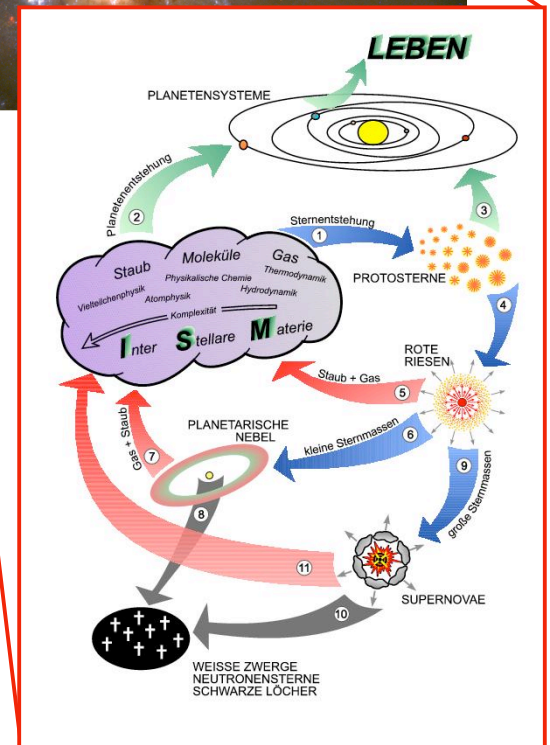 LEBEN
PLANETENSYSTEME
Planetenentstehung
2
Sternentstehung
1
3
PROTOSTERNE
Staub Moleküle Gas
Physikalische Chemie Thermodynamik
Vielteilchenphysik Atomphysik Hydrodynamik
Komplexität
Inter Stellare Materie
4
ROTE
RIESEN
Staub + Gas
5
kleine Sternmassen
6
9
große Sternmassen
PLANETARISCHE
NEBEL
Gas + Staub
7
8
11
SUPERNOVAE
10
WEISSE ZWERGE
NEUTRONENSTERNE
SCHWARZE LÖCHER